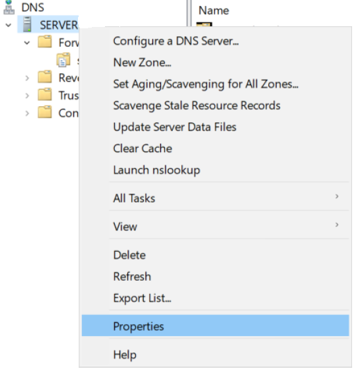 DNS
Name
SERVER
Forw
Reve
Trus
Con
Configure a DNS Server...
New Zone...
Set Aging/Scavenging for All Zones...
Scavenge Stale Resource Records
Update Server Data Files
Clear Cache
Launch nslookup
All Tasks
View
Delete
Refresh
Export List...
Properties
Help